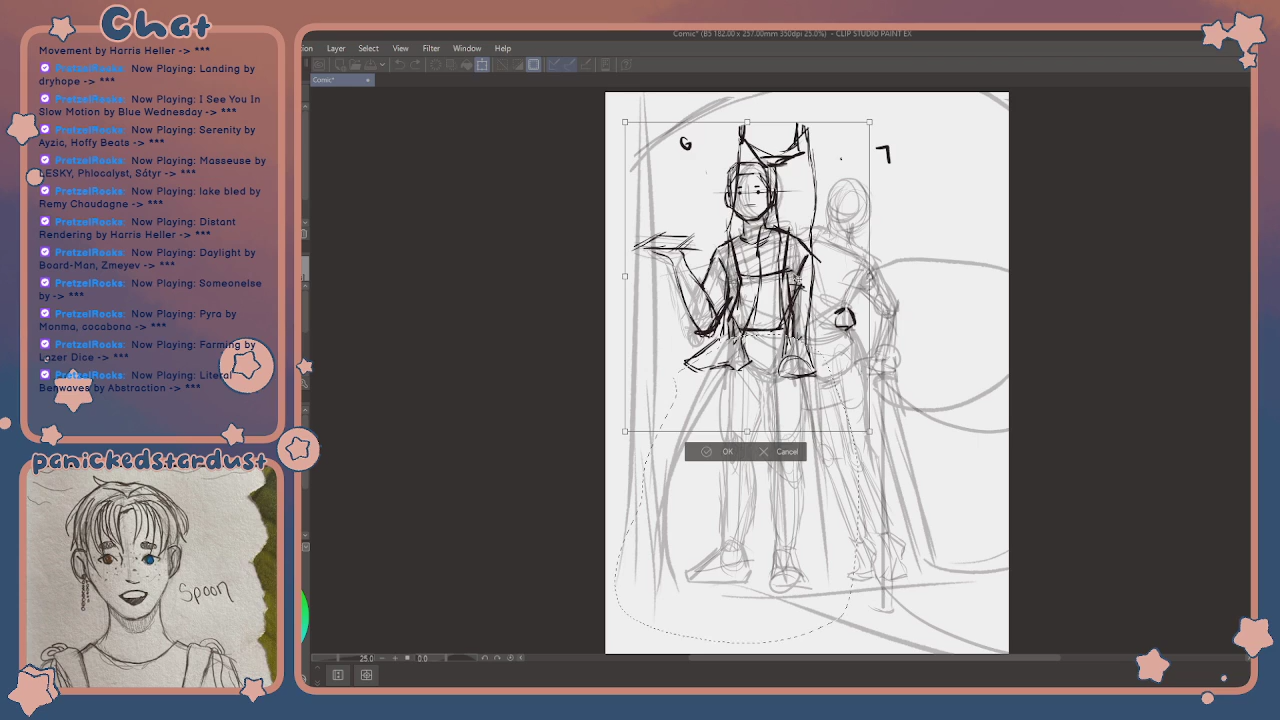 Chat
Movement by Harris Heller -> ***
PretzelRocks: Now Playing: Landing by
dryhope -> ***
PretzelRocks: Now Playing: I See You In
Slow Motion by Blue Wednesday -> ***
PretzelRocks: Now Playing: Serenity by
Ayzic, Hoffy Beats -> ***
PretzelRocks: Now Playing: Masseuse by
LESKY, Phlocalyst, Sátyr -> ***
PretzelRocks: Now Playing: lake bled by
Remy Chaudagne -> ***
PretzelRocks: Now Playing: Distant
Rendering by Harris Heller -> ***
PretzelRocks: Now Playing: Daylight by
Board-Man, Zmeyev -> ***
PretzelRocks: Now Playing: Someonelse
by -> ***
PretzelRocks: Now Playing: Pyra by
Monma, cocabona -> ***
PretzelRocks: Now Playing: Farming by
Lazer Dice -> ***
PretzelRocks: Now Playing: Literal
Benwaves by Abstraction -> ***
panickedstardust
Spoon
Comic* (B5 182.00 x 257.00mm 350dpi 25.0%) - CLIP STUDIO PAINT EX
Layer Select View Filter Window Help
Comic*
6
7
OK Cancel
25.0 0.0